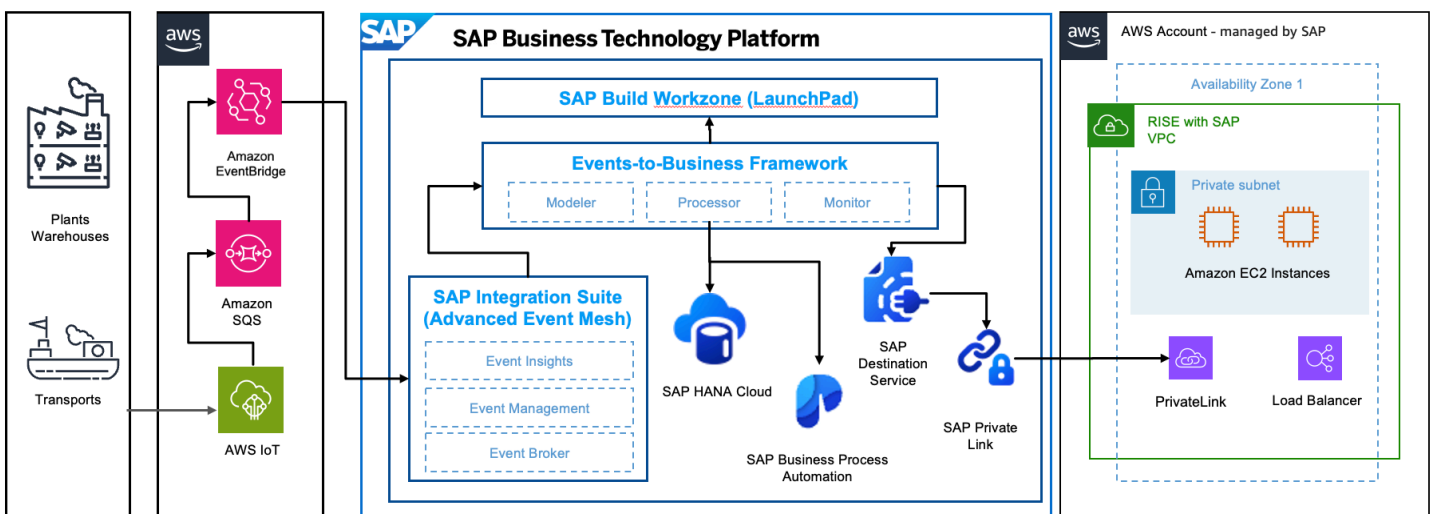 Plants
Warehouses
Transports
aws
Amazon
EventBridge
Amazon
SQS
AWS IoT
SAP
SAP Business Technology Platform
SAP Build Workzone (LaunchPad)
Events-to-Business Framework
Modeler
Processor
Monitor
SAP Integration Suite
(Advanced Event Mesh)
Event Insights
Event Management
Event Broker
SAP HANA Cloud
SAP Business Process
Automation
SAP
Destination
Service
SAP Private
Link
aws
AWS Account - managed by SAP
Availability Zone 1
RISE with SAP
VPC
Private subnet
Amazon EC2 Instances
PrivateLink
Load Balancer